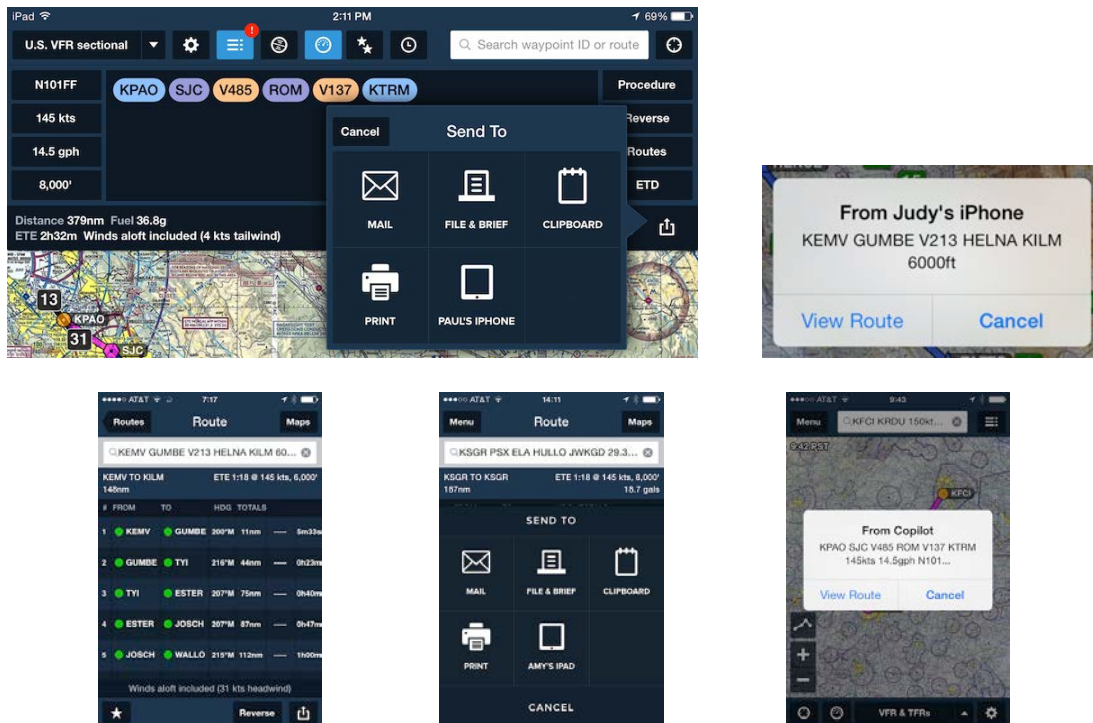 iPad 2:11 PM 69%
U.S. VFR sectional ! Search waypoint ID or route
N101FF KPAO SJC V485 ROM V137 KTRM Procedure
145 kts Cancel Send To Reverse
14.5 gph Routes
8,000' ETD
MAIL FILE & BRIEF CLIPBOARD
Distance 379nm Fuel 36.8g
ETE 2h32m Winds aloft included (4 kts tailwind)
PRINT PAUL'S IPHONE
13
KPAO
31
SJC
From Judy's iPhone
KEMV GUMBE V213 HELNA KILM
6000ft
View Route Cancel
AT&T 7:17
Routes Route Maps
KEMV GUMBE V213 HELNA KILM 60...
KEMV TO KILM ETE 1:18 @ 145 kts, 6,000'
148nm
# FROM TO HDG TOTALS
1 KEMV GUMBE 200°M 11nm 5m33s
2 GUMBE TYI 216°M 44nm 0h23m
3 TYI ESTER 207°M 75nm 0h40m
4 ESTER JOSCH 207°M 87nm 0h47m
5 JOSCH WALLO 215°M 112nm 1h00m
Winds aloft included (31 kts headwind)
Reverse
AT&T 14:11
Menu Route Maps
KSGR PSX ELA HULLO JWKGD 29.3...
KSGR TO KSGR ETE 1:18 @ 145 kts, 8,000'
187nm 18.7 gals
SEND TO
MAIL FILE & BRIEF CLIPBOARD
PRINT AMY'S IPAD
CANCEL
AT&T 9:43
Menu KFCI KRDU 150kt...
9:42 PST
KFCI
From Copilot
KPAO SJC V485 ROM V137 KTRM
145kts 14.5gph N101...
View Route Cancel
VFR & TFRs